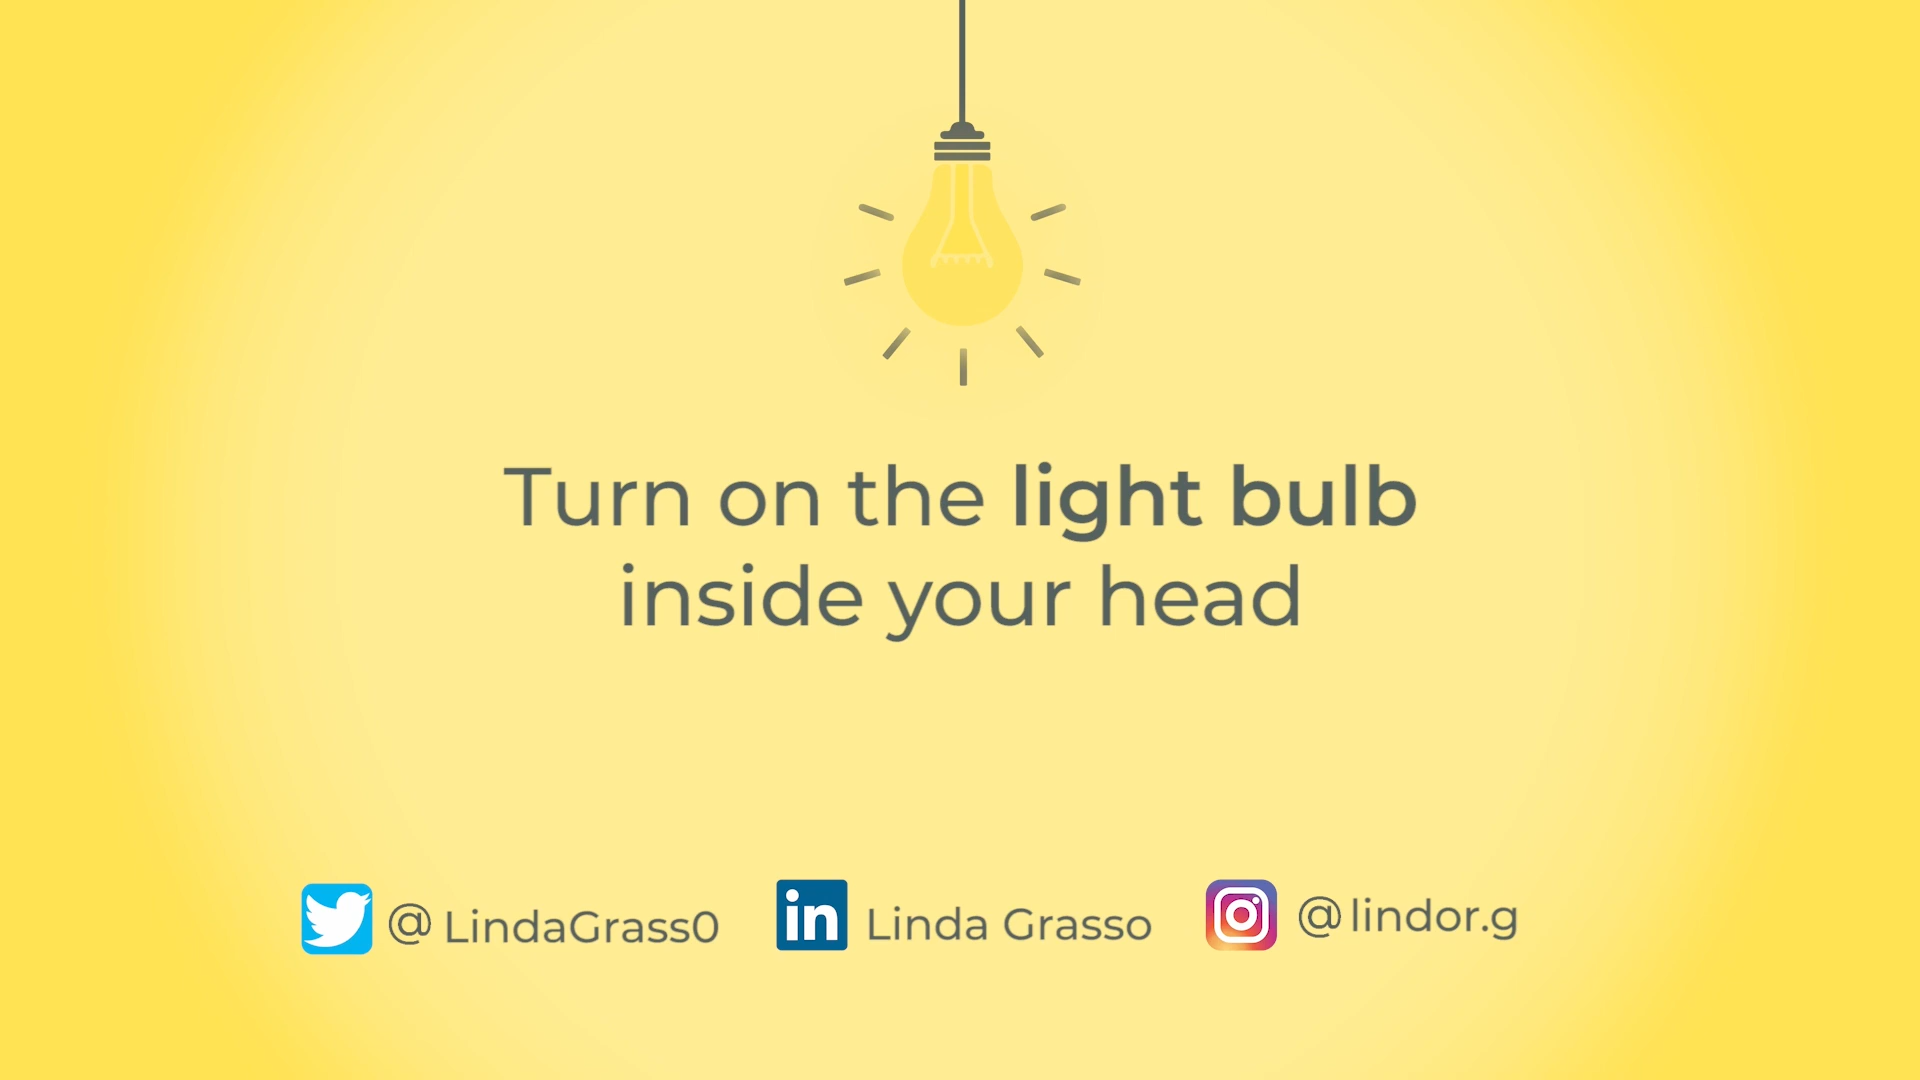 Turn on the light bulb
inside your head
@ LindaGrass0
in Linda Grasso
@lindor.g